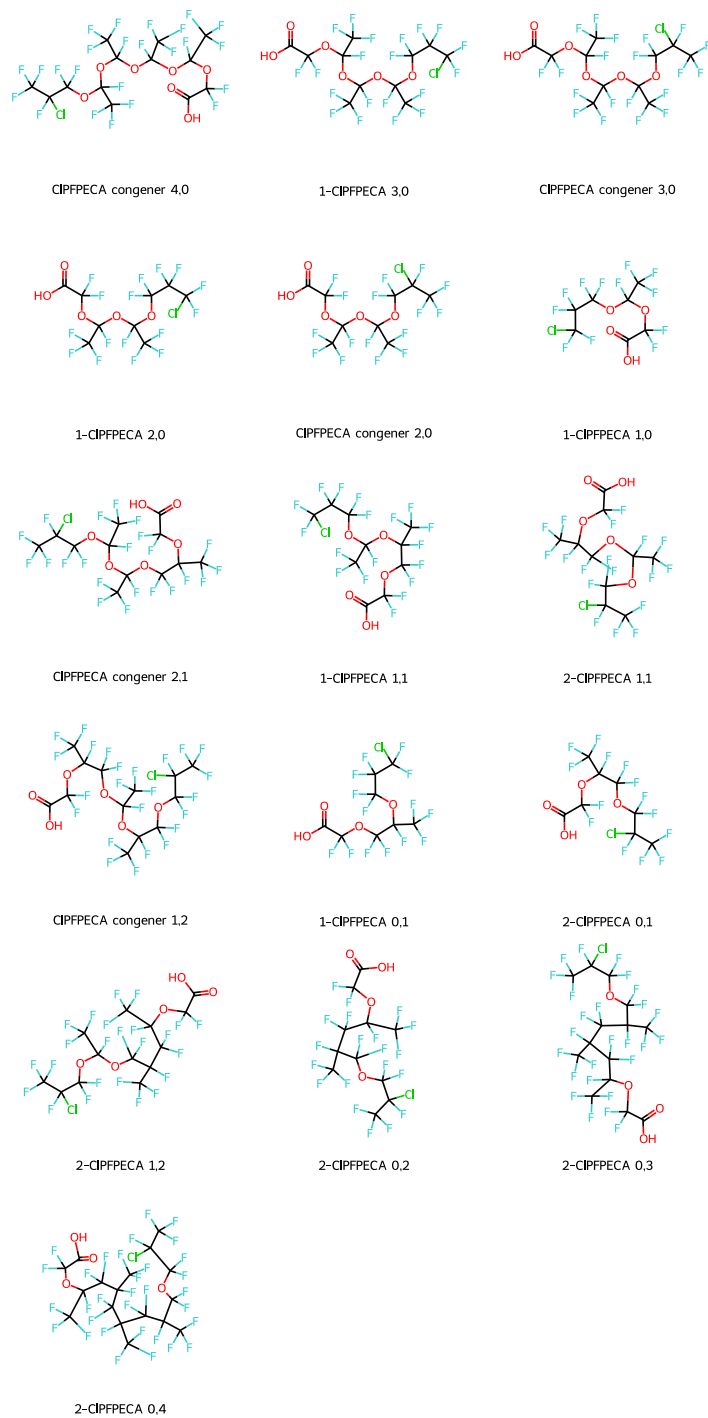 ClPFPECA congener 4,0
1-ClPFPECA 3,0
ClPFPECA congener 3,0
1-ClPFPECA 2,0
ClPFPECA congener 2,0
1-ClPFPECA 1,0
ClPFPECA congener 2,1
1-ClPFPECA 1,1
2-ClPFPECA 1,1
ClPFPECA congener 1,2
1-ClPFPECA 0,1
2-ClPFPECA 0,1
2-ClPFPECA 1,2
2-ClPFPECA 0,2
2-ClPFPECA 0,3
2-ClPFPECA 0,4